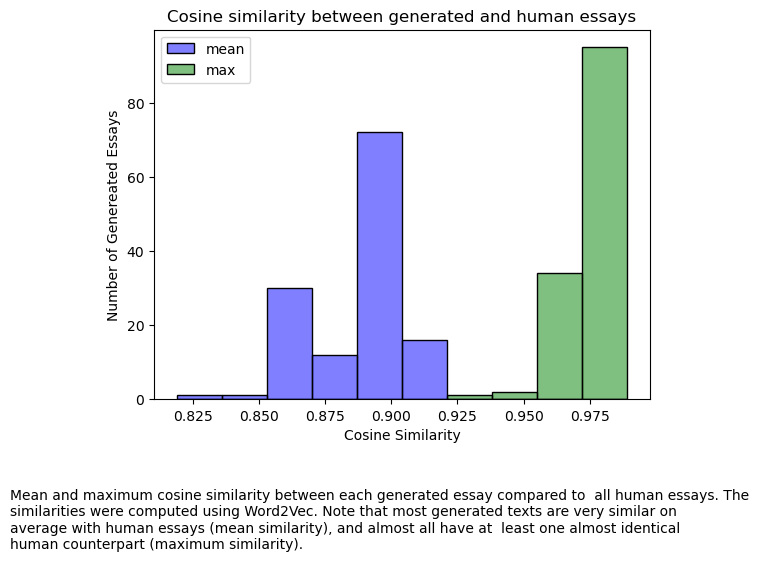 Cosine similarity between generated and human essays
mean
max
Number of Genereated Essays
80
60
40
20
0
0.825 0.850 0.875 0.900 0.925 0.950 0.975
Cosine Similarity
Mean and maximum cosine similarity between each generated essay compared to  all human essays. The
similarities were computed using Word2Vec. Note that most generated texts are very similar on
average with human essays (mean similarity), and almost all have at  least one almost identical
human counterpart (maximum similarity).